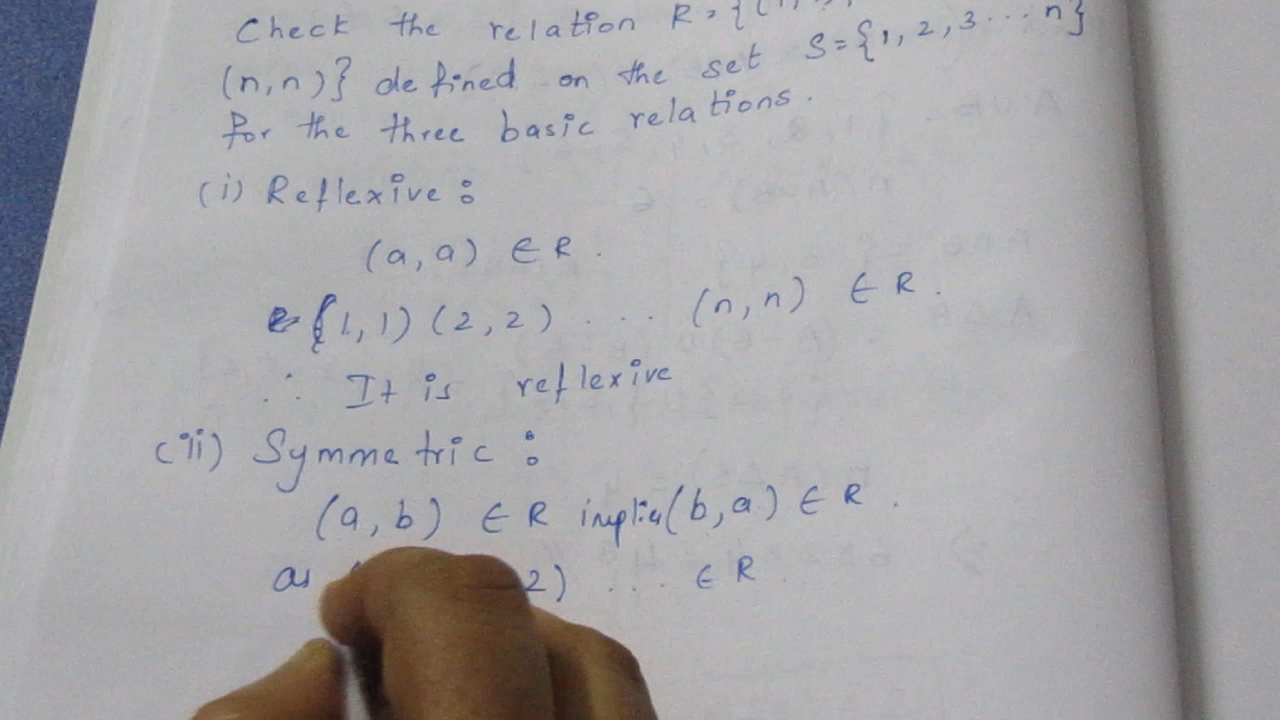 Check the relation R = {(1,
(n,n)} defined on the set S={1,2,3...n}
for the three basic relations.
(i) Reflexive :
(a,a) ∈ R.
{1,1) (2,2) .... (n,n) ∈ R.
∴ It is reflexive
(ii) Symmetric :
(a,b) ∈ R implies (b,a) ∈ R.
as 2) ... ∈ R